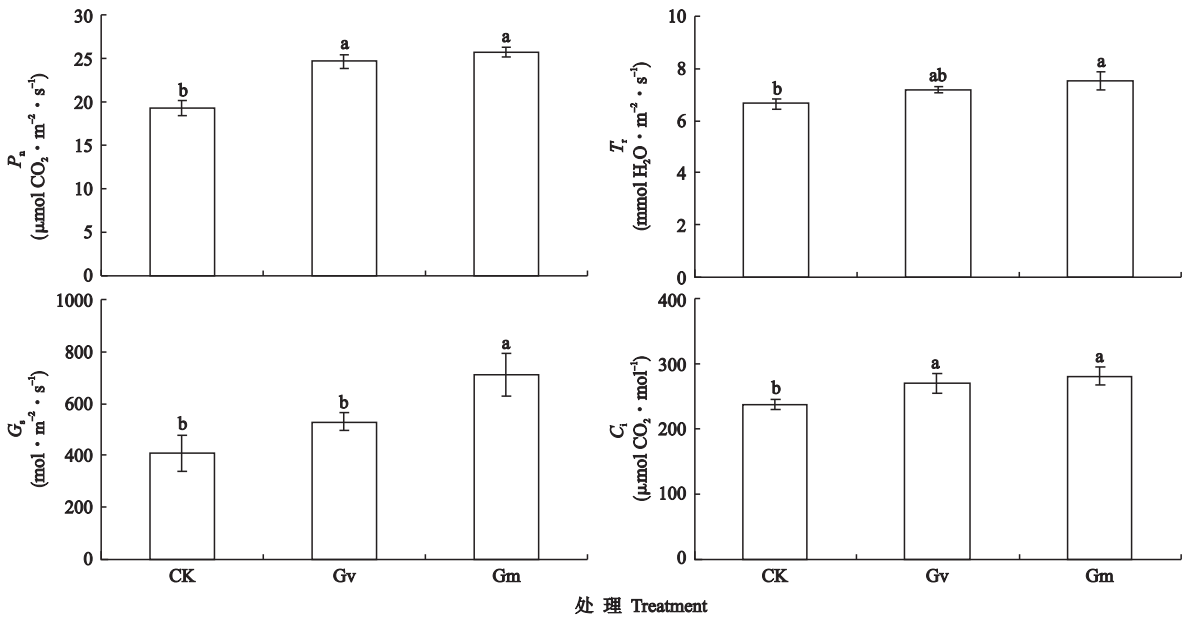 30
25
20
15
10
5
0
Pn
(μmol CO₂·m⁻²·s⁻¹)
b
a
a
10
8
6
4
2
0
Tr
(mmol H₂O·m⁻²·s⁻¹)
b
ab
a
1000
800
600
400
200
0
Gs
(mol·m⁻²·s⁻¹)
b
b
a
CK Gv Gm
400
300
200
100
0
Ci
(μmol CO₂·mol⁻¹)
b
a
a
CK Gv Gm
处 理 Treatment